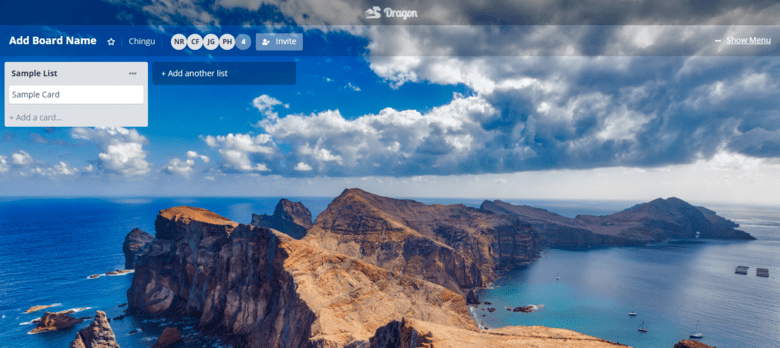 Dragon
Add Board Name Chingu NR CF JG PH 4 Invite Show Menu
Sample List + Add another list
Sample Card
+ Add a card...